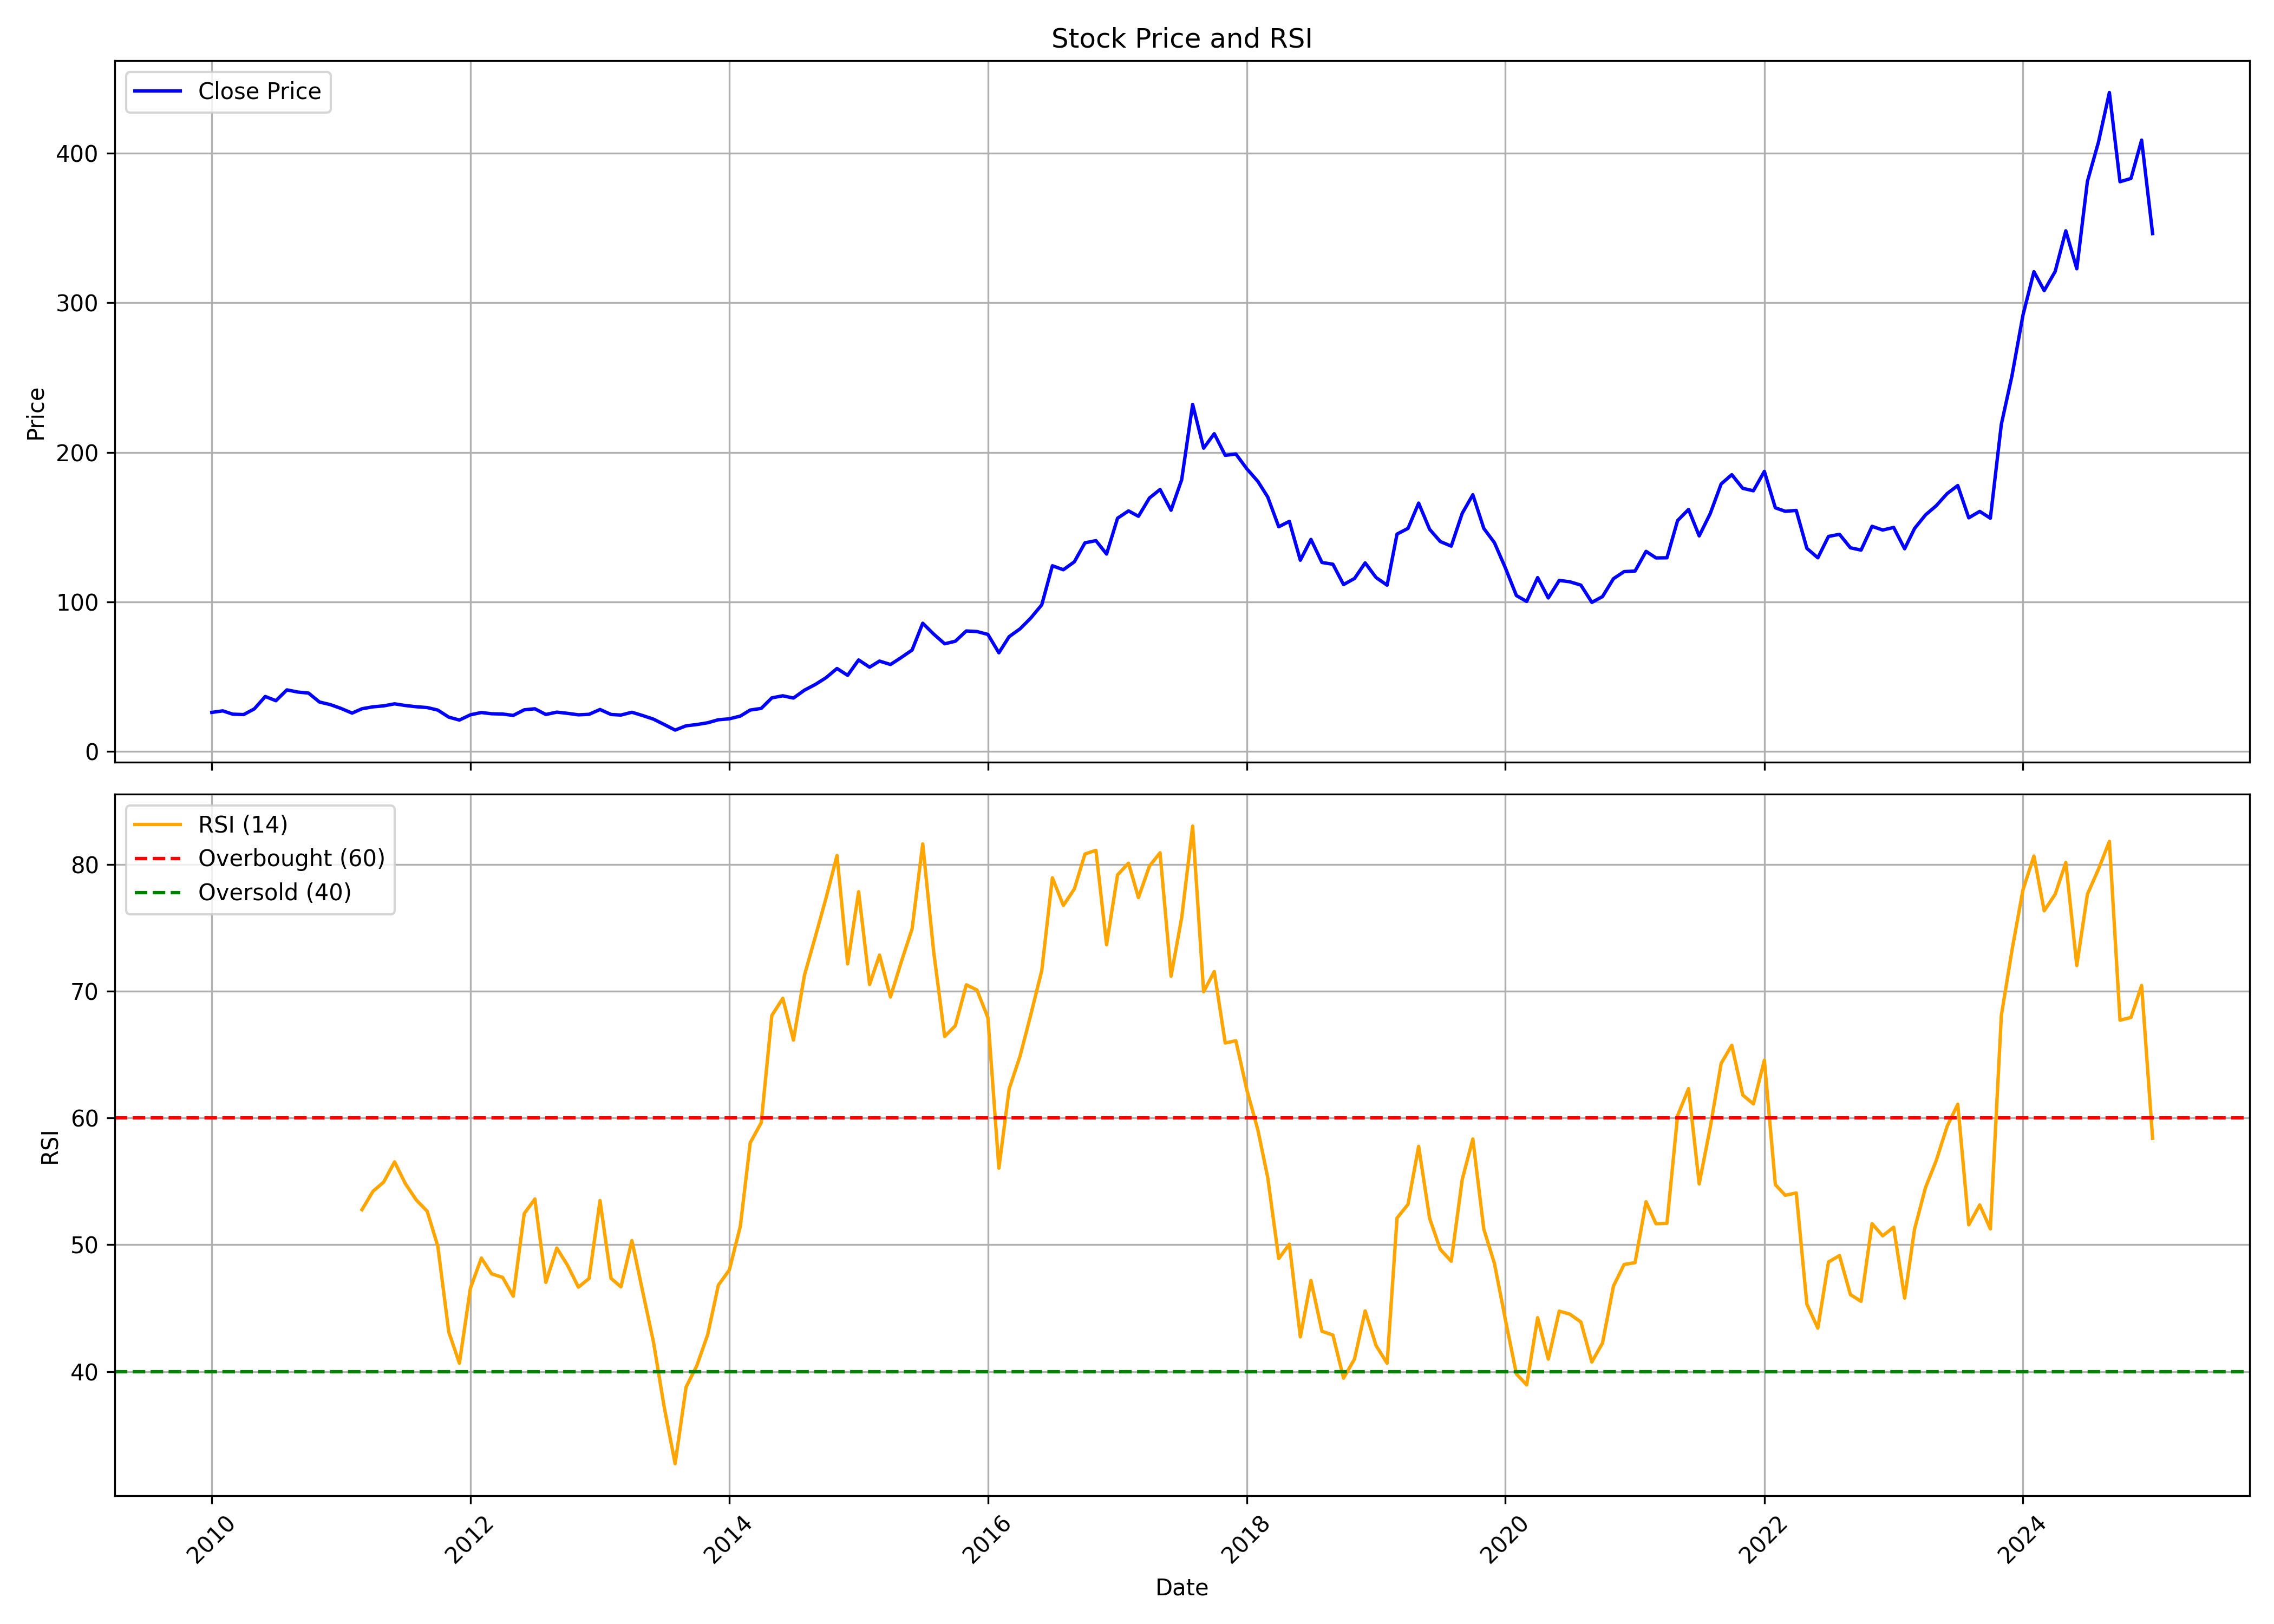 Stock Price and RSI
Close Price
400
300
200
100
0
Price
RSI (14)
Overbought (60)
Oversold (40)
80
70
60
50
40
RSI
2010
2012
2014
2016
2018
2020
2022
2024
Date